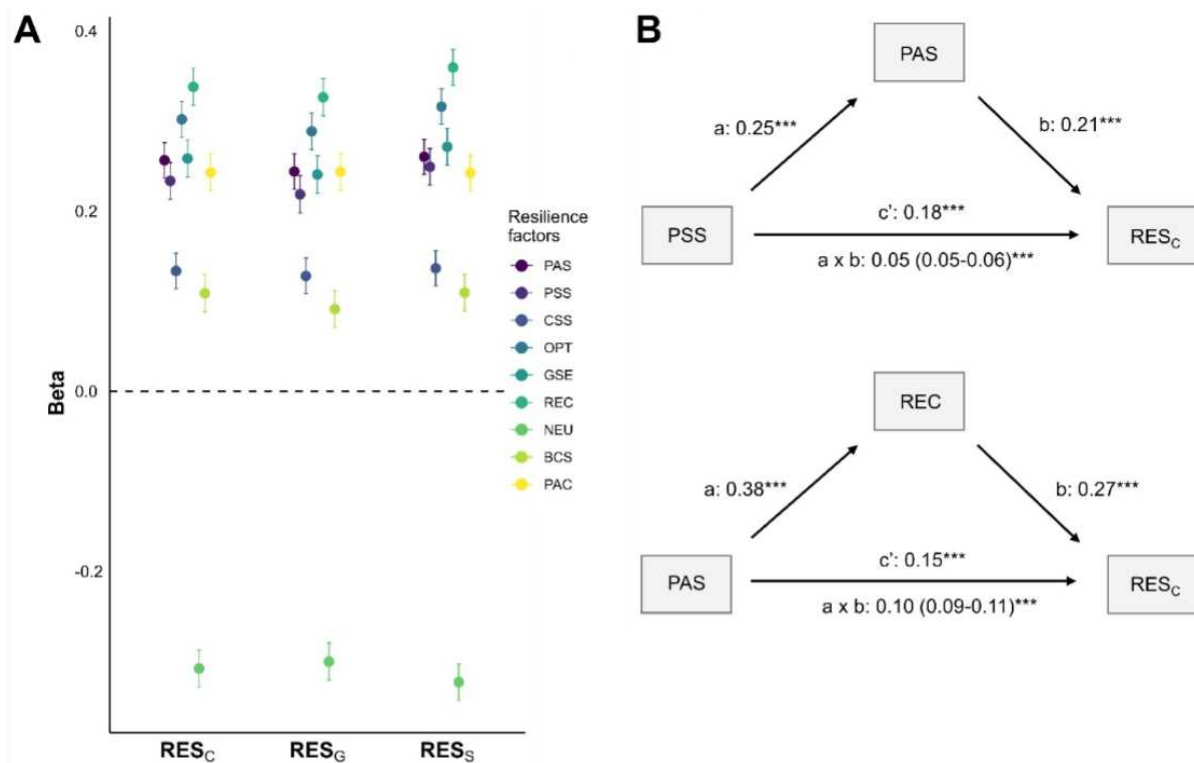 A
0.4
0.2
0.0
-0.2
Beta
RESC
RESG
RESS
Resilience
factors
PAS
PSS
CSS
OPT
GSE
REC
NEU
BCS
PAC
B
PAS
a: 0.25***
b: 0.21***
PSS
c': 0.18***
a x b: 0.05 (0.05-0.06)***
RESC
REC
a: 0.38***
b: 0.27***
PAS
c': 0.15***
a x b: 0.10 (0.09-0.11)***
RESC